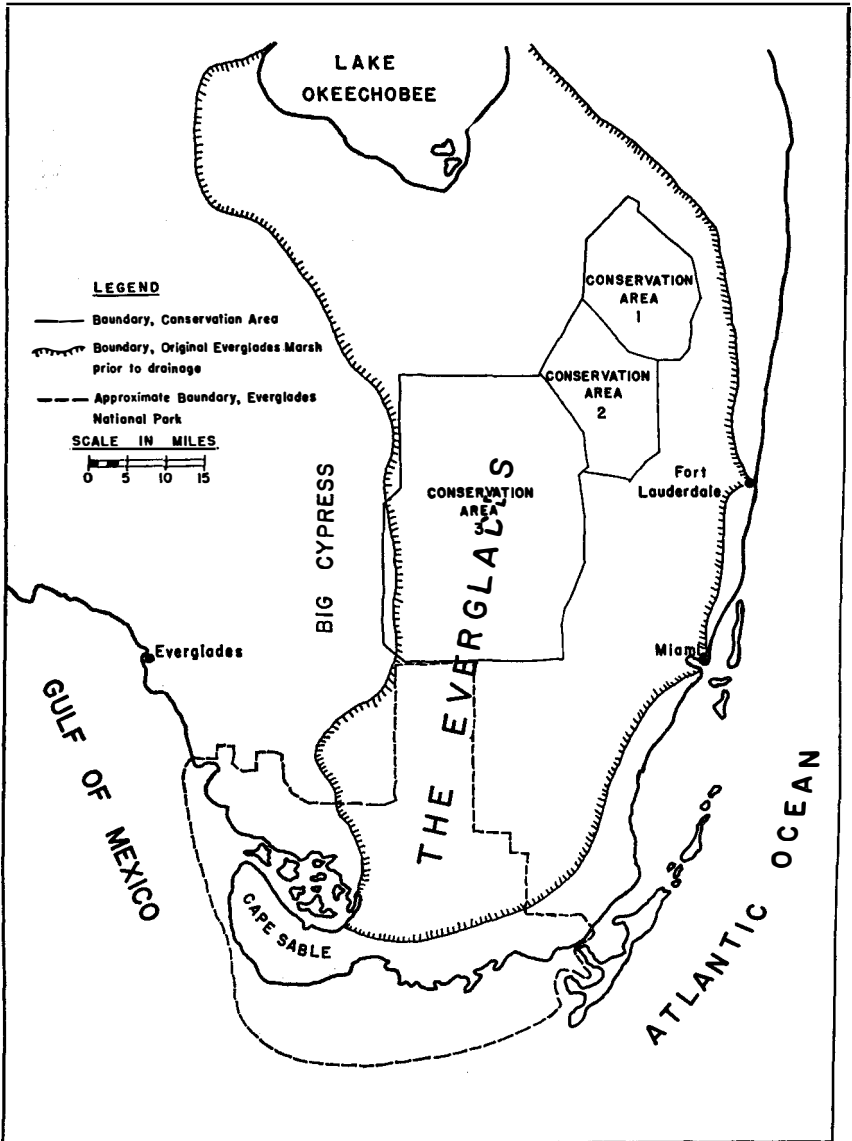 LAKE
OKEECHOBEE
CONSERVATION
AREA
1
LEGEND
Boundary, Conservation Area
Boundary, Original Everglades Marsh
prior to drainage
Approximate Boundary, Everglades
National Park
SCALE IN MILES
0 5 10 15
CONSERVATION
AREA
2
Fort
Lauderdale
CONSERVATION
AREA
3
BIG CYPRESS
THE EVERGLADES
Everglades
Miami
GULF OF MEXICO
CAPE SABLE
ATLANTIC OCEAN